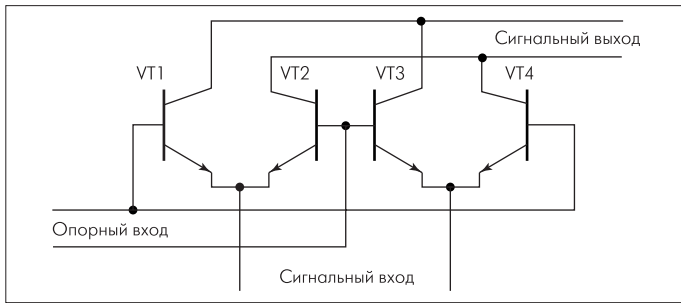 Сигнальный выход
VT1
VT2
VT3
VT4
Опорный вход
Сигнальный вход